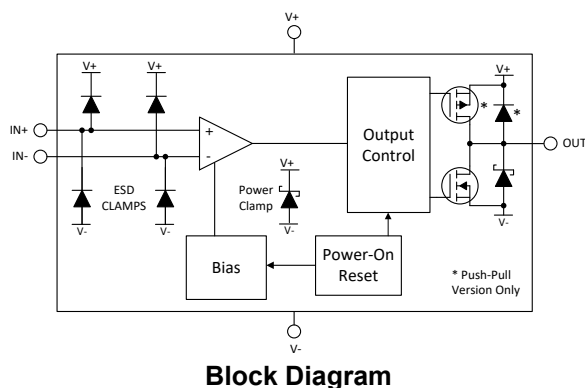 V+
V+
V+
V+
*
*
IN+
IN-
+
-
Output
Control
OUT
ESD
CLAMPS
Power
Clamp
V+
V-
V-
V-
V-
Bias
Power-On
Reset
* Push-Pull
Version Only
V-
Block Diagram